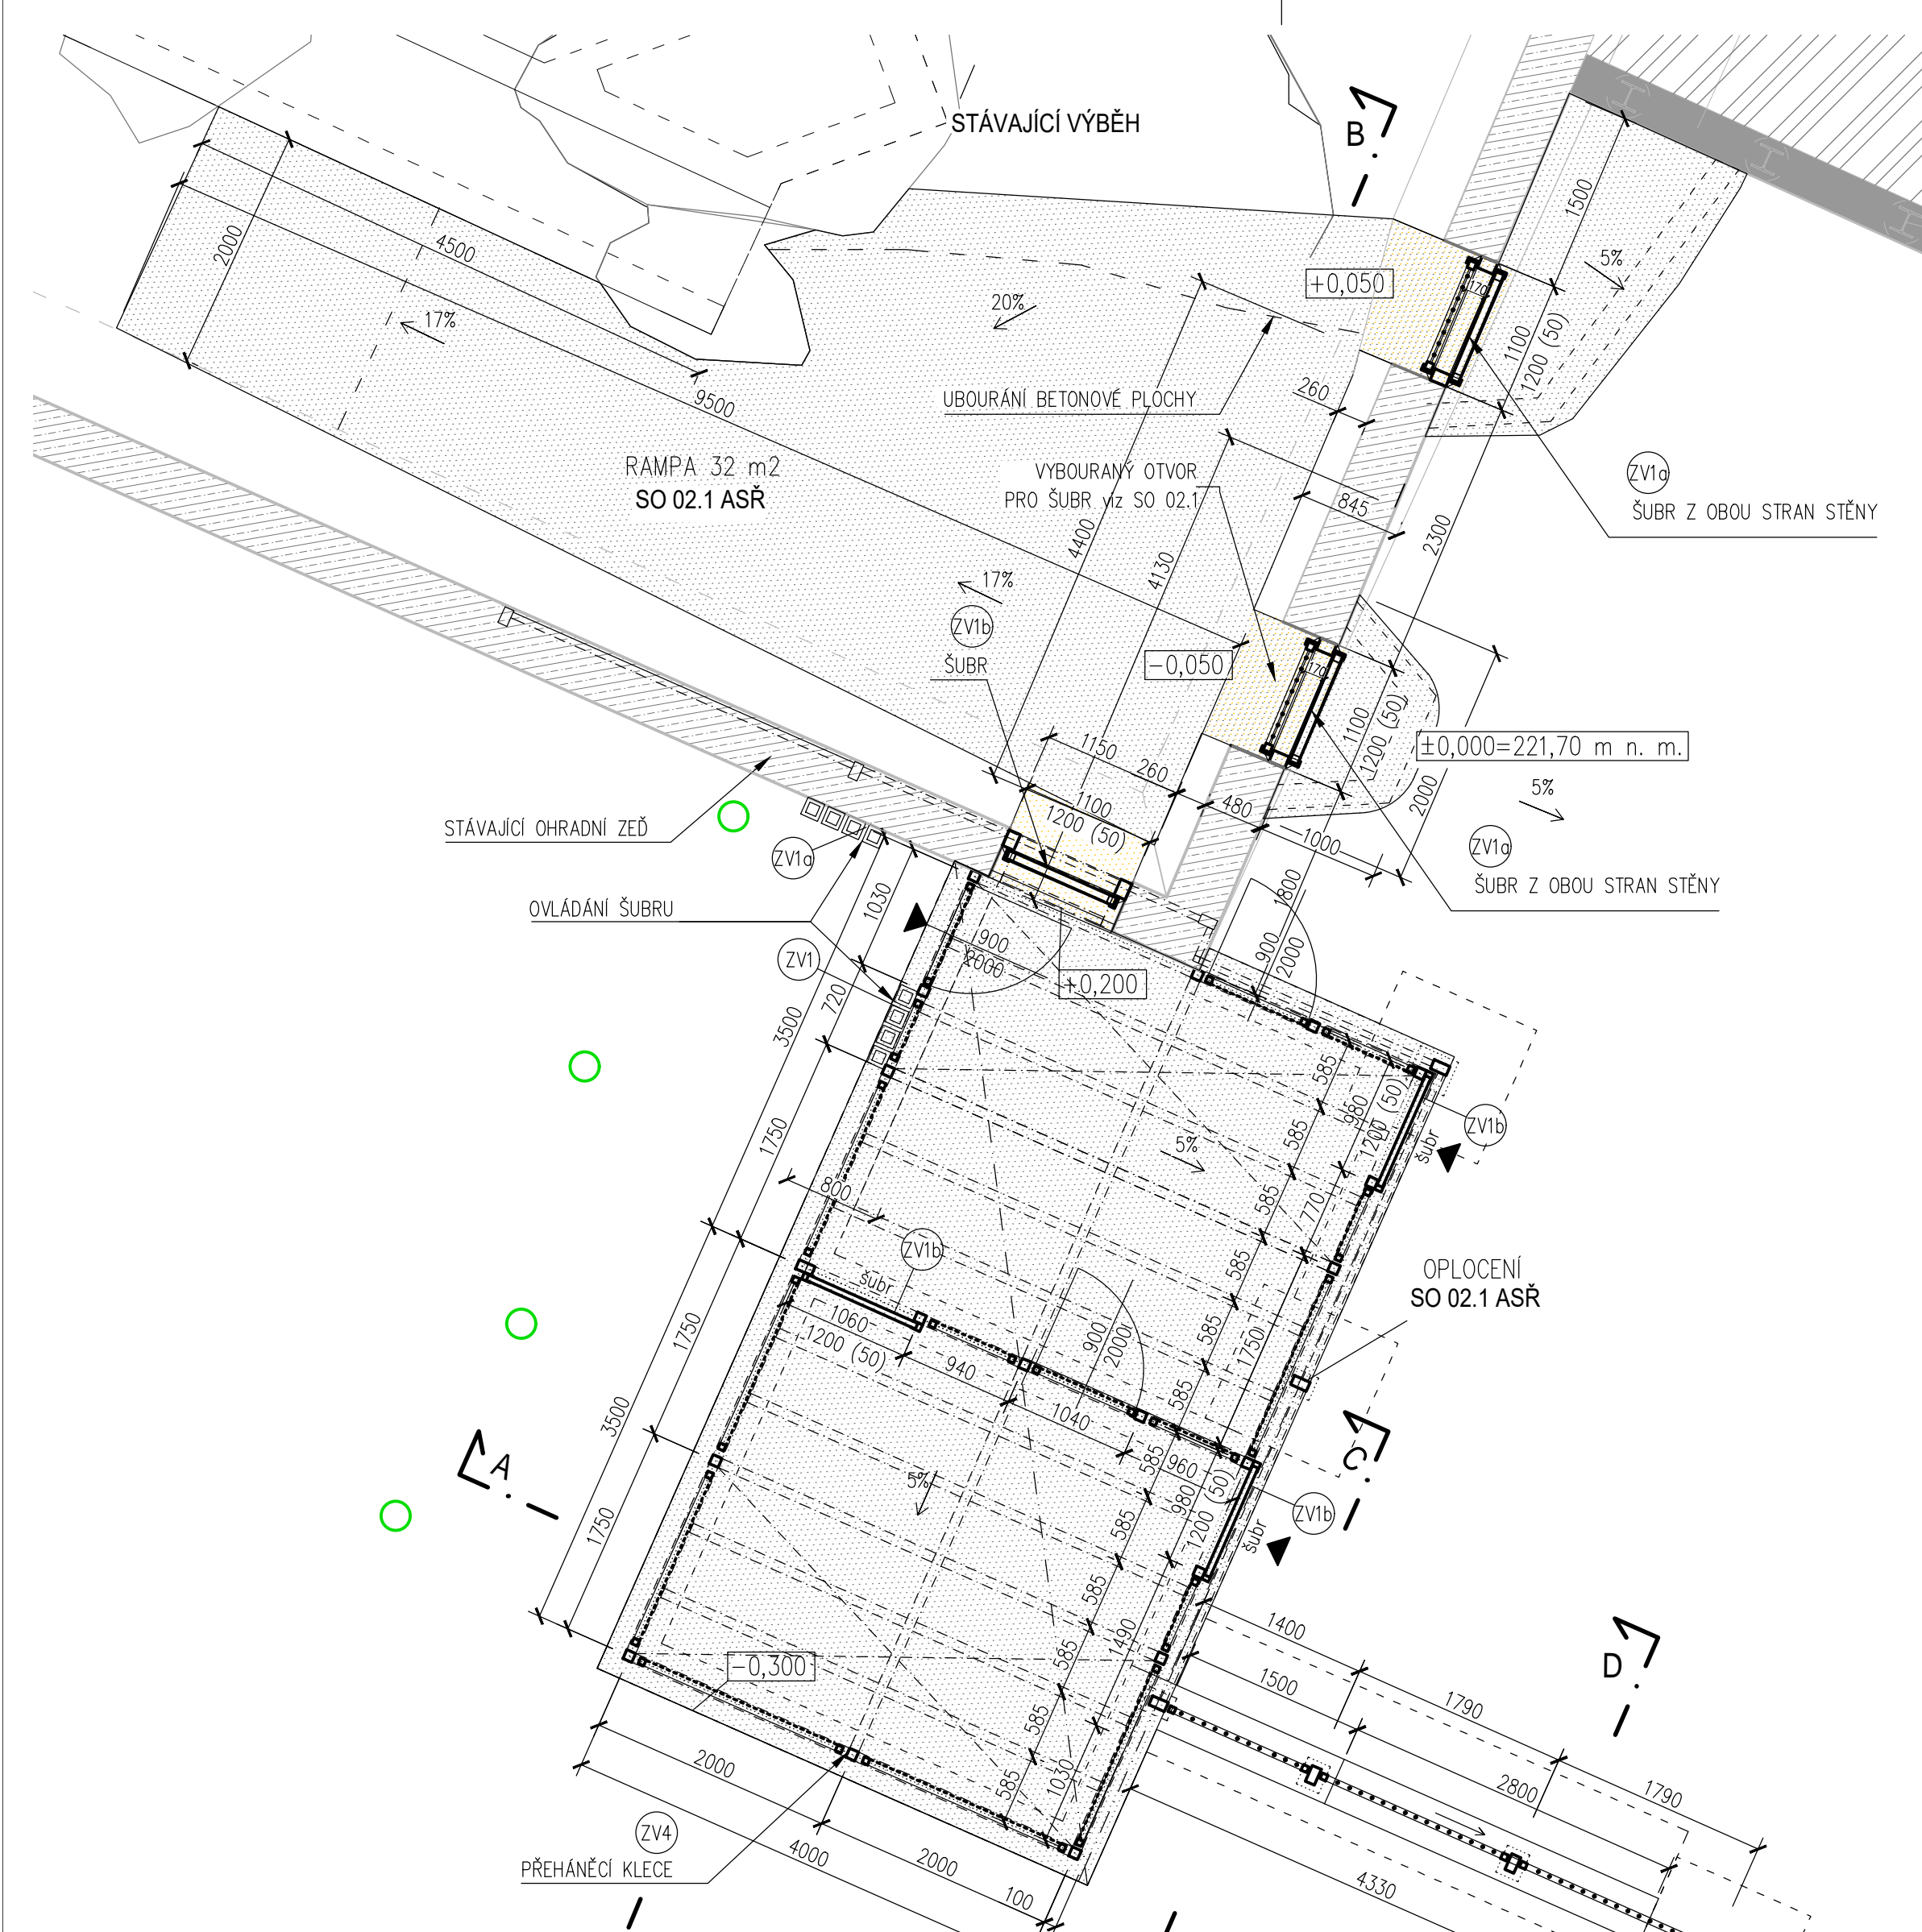 STÁVAJÍCÍ VÝBĚH
B
1500
5%
2000
4500
17%
20%
+0,050
170
1100
1200 (50)
9500
UBOURÁNÍ BETONOVÉ PLOCHY
260
RAMPA 32 m2
SO 02.1 ASŘ
VYBOURANÝ OTVOR
PRO ŠUBR viz SO 02.1
ZV1a
ŠUBR Z OBOU STRAN STĚNY
845
2300
4400
4130
17%
ZV1b
ŠUBR
-0,050
170
1100
1200 (50)
±0,000=221,70 m n. m.
5%
2000
1150
260
1100
1200 (50)
480
1000
STÁVAJÍCÍ OHRADNÍ ZEĎ
ZV1a
ZV1a
ŠUBR Z OBOU STRAN STĚNY
OVLÁDÁNÍ ŠUBRU
1030
1800
900
2000
900
2000
ZV1
+0,200
720
3500
585
980
1200 (50)
ZV1b
šubr
1750
585
5%
800
585
770
ZV1b
šubr
585
OPLOCENÍ
SO 02.1 ASŘ
1060
1200 (50)
900
2000
585
1750
1750
940
585
3500
1040
585
960
C
A
5%
980
1200 (50)
ZV1b
šubr
1750
585
585
1490
1400
585
D
-0,300
1500
1790
585
2000
1030
585
2800
1790
ZV4
PŘEHÁNĚCÍ KLECE
4000
2000
100
4330